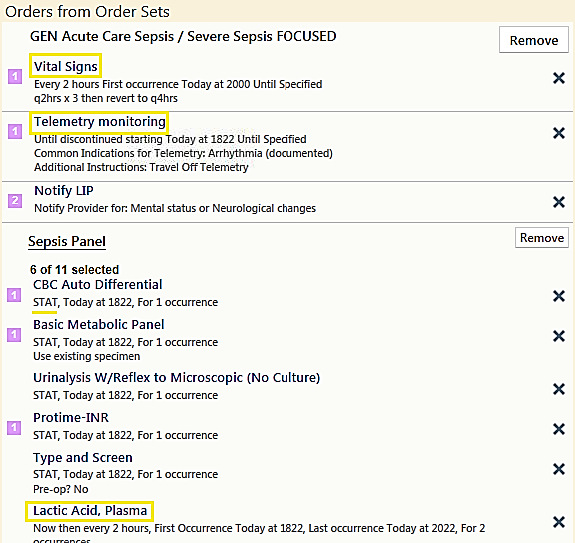 Orders from Order Sets
GEN Acute Care Sepsis / Severe Sepsis FOCUSED
Remove
Vital Signs
1
Every 2 hours First occurrence Today at 2000 Until Specified
q2hrs x 3 then revert to q4hrs
Telemetry monitoring
1
Until discontinued starting Today at 1822 Until Specified
Common Indications for Telemetry: Arrhythmia (documented)
Additional Instructions: Travel Off Telemetry
Notify LIP
2
Notify Provider for: Mental status or Neurological changes
Sepsis Panel
Remove
6 of 11 selected
CBC Auto Differential
1
STAT, Today at 1822, For 1 occurrence
Basic Metabolic Panel
1
STAT, Today at 1822, For 1 occurrence
Use existing specimen
Urinalysis W/Reflex to Microscopic (No Culture)
STAT, Today at 1822, For 1 occurrence
Protime-INR
1
STAT, Today at 1822, For 1 occurrence
Type and Screen
STAT, Today at 1822, For 1 occurrence
Pre-op? No
Lactic Acid, Plasma
Now then every 2 hours, First Occurrence Today at 1822, Last occurrence Today at 2022, For 2
occurrences